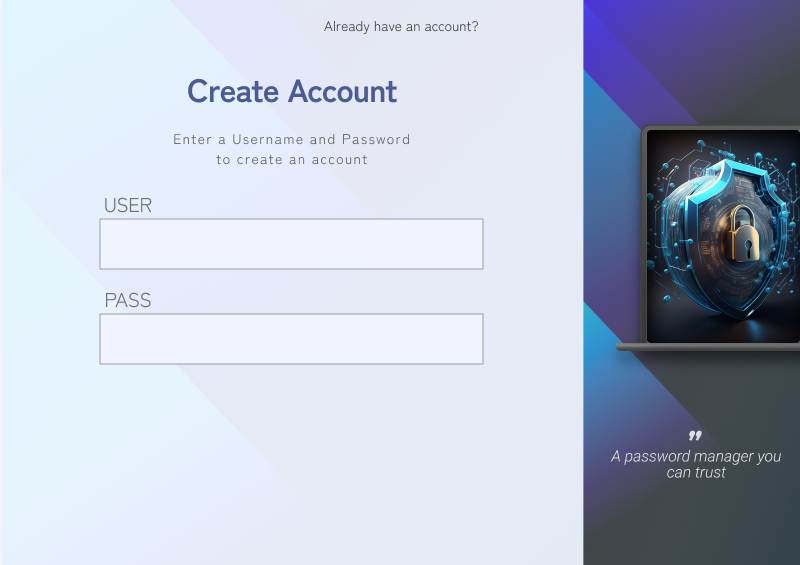 Already have an account?
Create Account
Enter a Username and Password
to create an account
USER
PASS
"
A password manager you
can trust